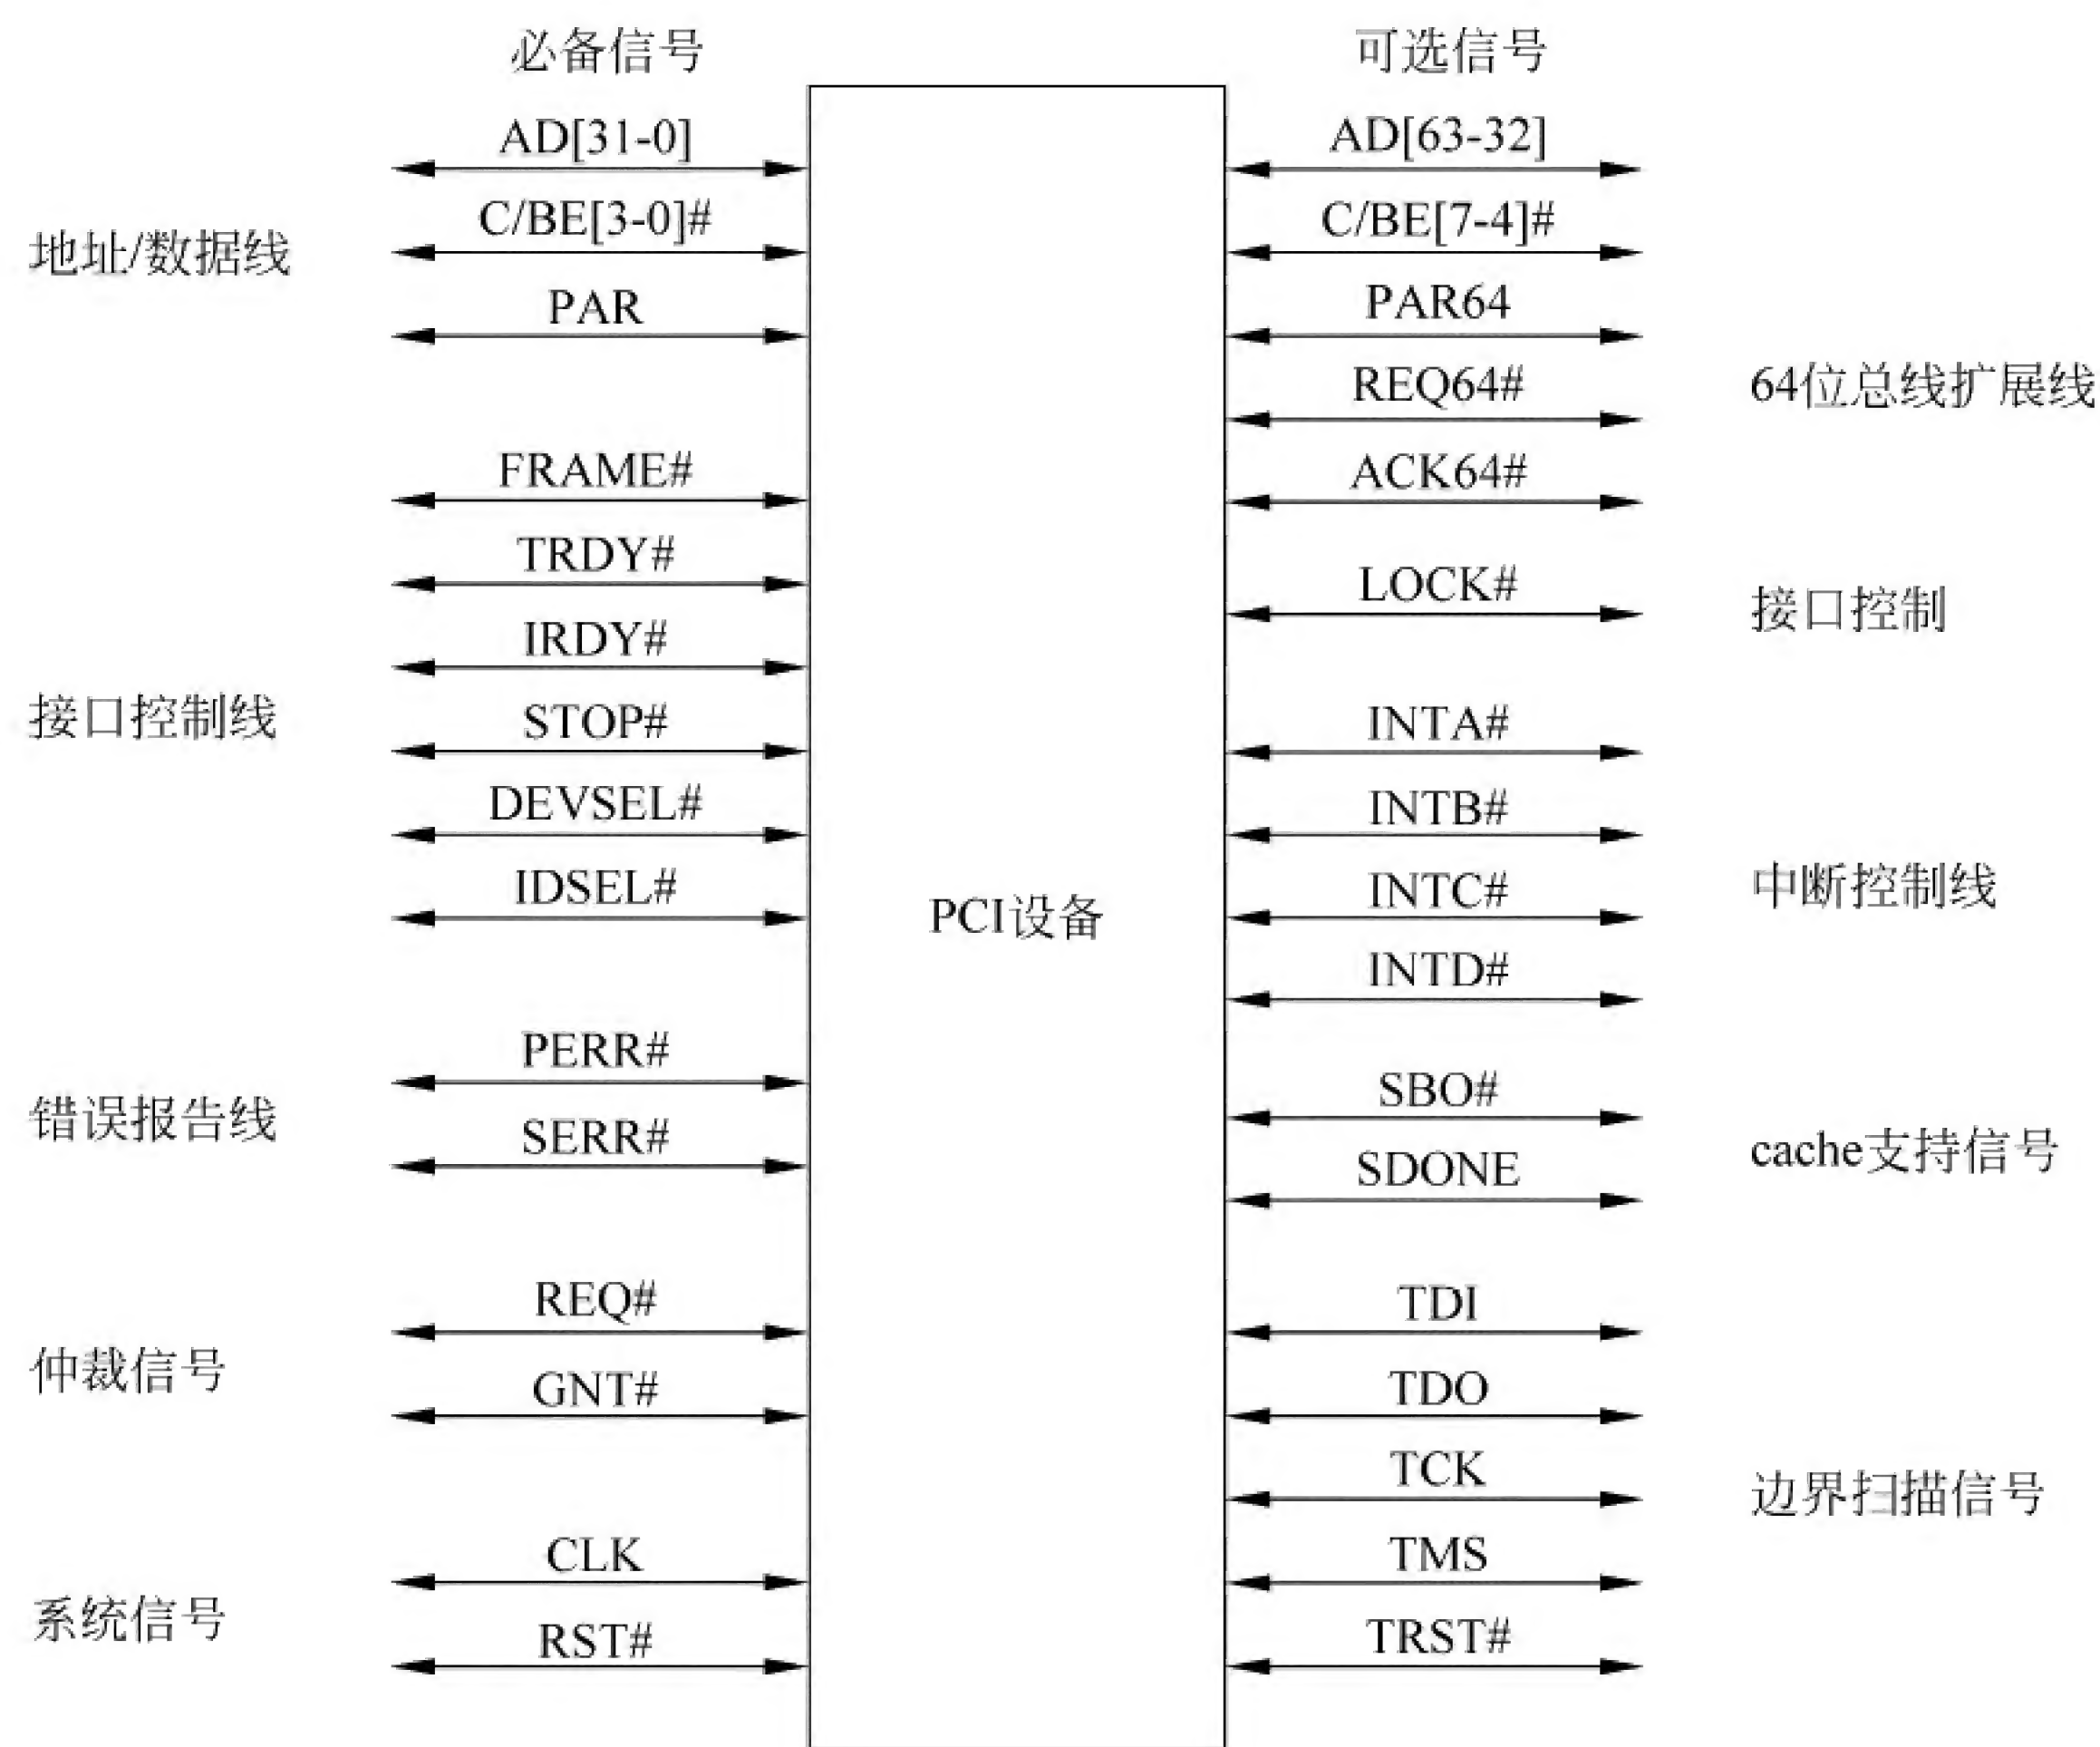 必备信号
可选信号
AD[31-0]
C/BE[3-0]#
地址/数据线
PAR
FRAME#
TRDY#
IRDY#
接口控制线
STOP#
DEVSEL#
IDSEL#
PERR#
错误报告线
SERR#
REQ#
仲裁信号
GNT#
CLK
系统信号
RST#
PCI设备
AD[63-32]
C/BE[7-4]#
PAR64
REQ64#
64位总线扩展线
ACK64#
LOCK#
接口控制
INTA#
INTB#
INTC#
中断控制线
INTD#
SBO#
cache支持信号
SDONE
TDI
TDO
TCK
边界扫描信号
TMS
TRST#